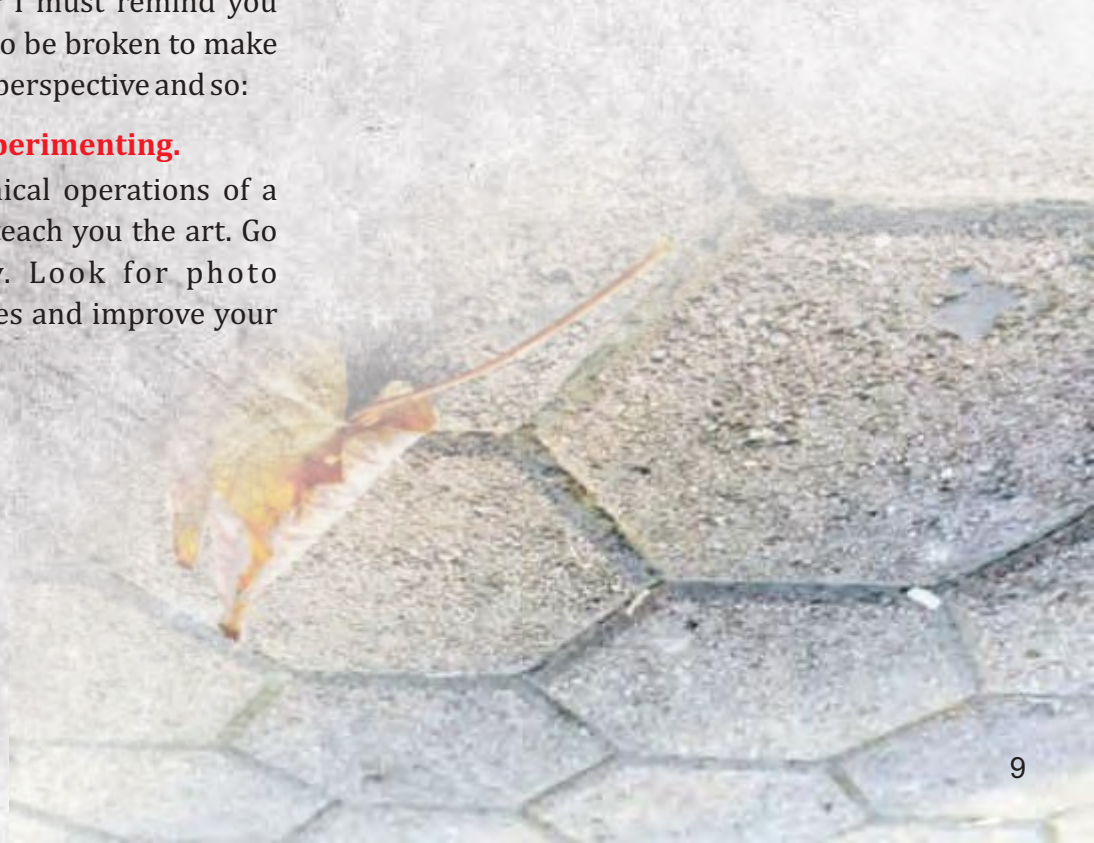 I must remind you
o be broken to make
perspective and so:
perimenting.
ical operations of a
each you the art. Go
. Look for photo
es and improve your
9